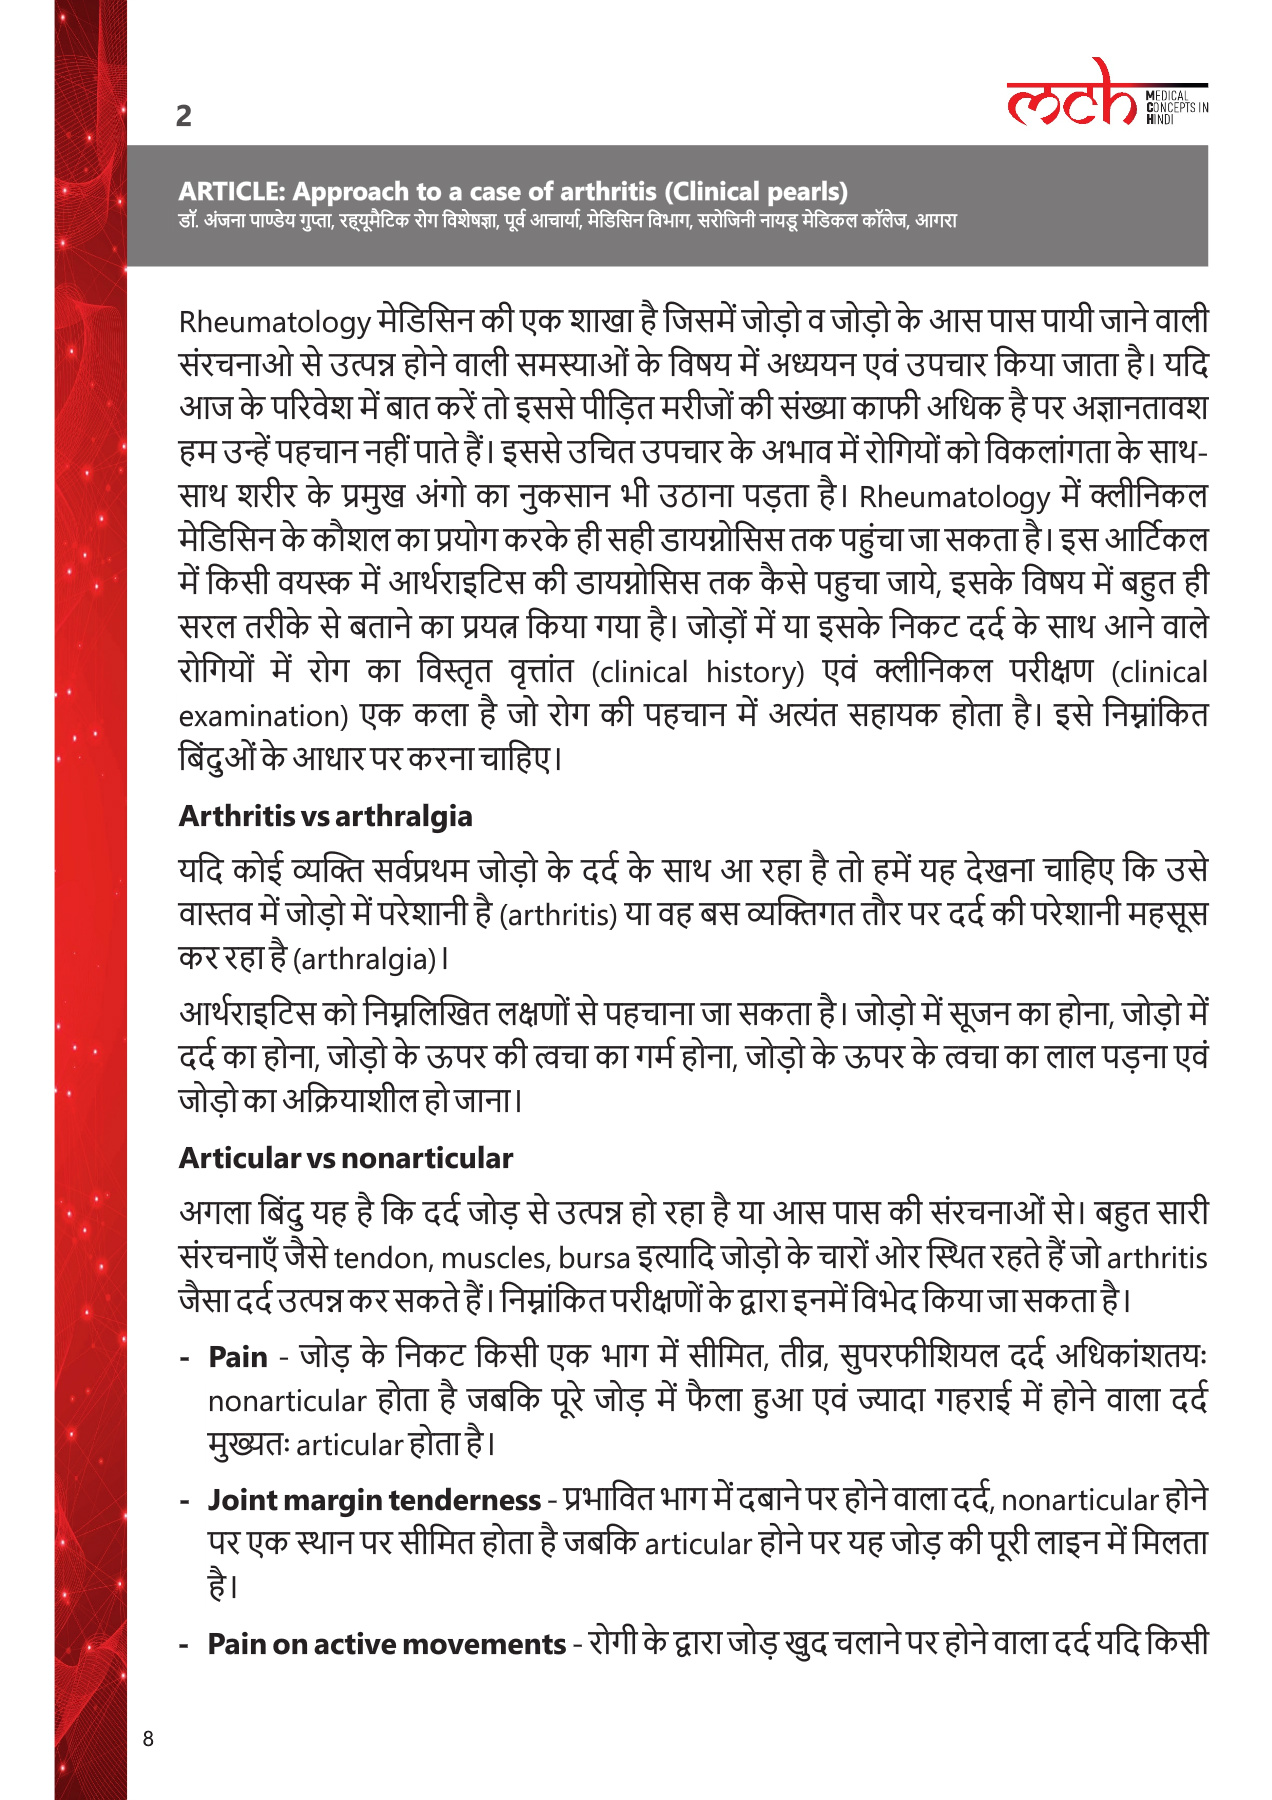 2
mch
MEDICAL
CONCEPTS IN
HINDI
ARTICLE: Approach to a case of arthritis (Clinical pearls)
डॉ. अंजना पाण्डेय गुप्ता, रह्यूमैटिक रोग विशेषज्ञा, पूर्व आचार्या, मेडिसिन विभाग, सरोजिनी नायडू मेडिकल कॉलेज, आगरा
Rheumatology मेडिसिन की एक शाखा है जिसमें जोड़ो व जोड़ो के आस पास पायी जाने वाली
संरचनाओ से उत्पन्न होने वाली समस्याओं के विषय में अध्ययन एवं उपचार किया जाता है। यदि
आज के परिवेश में बात करें तो इससे पीड़ित मरीजों की संख्या काफी अधिक है पर अज्ञानतावश
हम उन्हें पहचान नहीं पाते हैं। इससे उचित उपचार के अभाव में रोगियों को विकलांगता के साथ-
साथ शरीर के प्रमुख अंगो का नुकसान भी उठाना पड़ता है। Rheumatology में क्लीनिकल
मेडिसिन के कौशल का प्रयोग करके ही सही डायग्नोसिस तक पहुंचा जा सकता है। इस आर्टिकल
में किसी वयस्क में आर्थराइटिस की डायग्नोसिस तक कैसे पहुचा जाये, इसके विषय में बहुत ही
सरल तरीके से बताने का प्रयत्न किया गया है। जोड़ों में या इसके निकट दर्द के साथ आने वाले
रोगियों में रोग का विस्तृत वृत्तांत (clinical history) एवं क्लीनिकल परीक्षण (clinical
examination) एक कला है जो रोग की पहचान में अत्यंत सहायक होता है। इसे निम्नांकित
बिंदुओं के आधार पर करना चाहिए।
Arthritis vs arthralgia
यदि कोई व्यक्ति सर्वप्रथम जोड़ो के दर्द के साथ आ रहा है तो हमें यह देखना चाहिए कि उसे
वास्तव में जोड़ो में परेशानी है (arthritis) या वह बस व्यक्तिगत तौर पर दर्द की परेशानी महसूस
कर रहा है (arthralgia)।
आर्थराइटिस को निम्नलिखित लक्षणों से पहचाना जा सकता है। जोड़ो में सूजन का होना, जोड़ो में
दर्द का होना, जोड़ो के ऊपर की त्वचा का गर्म होना, जोड़ो के ऊपर के त्वचा का लाल पड़ना एवं
जोड़ो का अक्रियाशील हो जाना।
Articular vs nonarticular
अगला बिंदु यह है कि दर्द जोड़ से उत्पन्न हो रहा है या आस पास की संरचनाओं से। बहुत सारी
संरचनाएँ जैसे tendon, muscles, bursa इत्यादि जोड़ो के चारों ओर स्थित रहते हैं जो arthritis
जैसा दर्द उत्पन्न कर सकते हैं। निम्नांकित परीक्षणों के द्वारा इनमें विभेद किया जा सकता है।
- Pain - जोड़ के निकट किसी एक भाग में सीमित, तीव्र, सुपरफीशियल दर्द अधिकांशतयः
nonarticular होता है जबकि पूरे जोड़ में फैला हुआ एवं ज्यादा गहराई में होने वाला दर्द
मुख्यतः articular होता है।
- Joint margin tenderness - प्रभावित भाग में दबाने पर होने वाला दर्द, nonarticular होने
पर एक स्थान पर सीमित होता है जबकि articular होने पर यह जोड़ की पूरी लाइन में मिलता
है।
- Pain on active movements - रोगी के द्वारा जोड़ खुद चलाने पर होने वाला दर्द यदि किसी
8